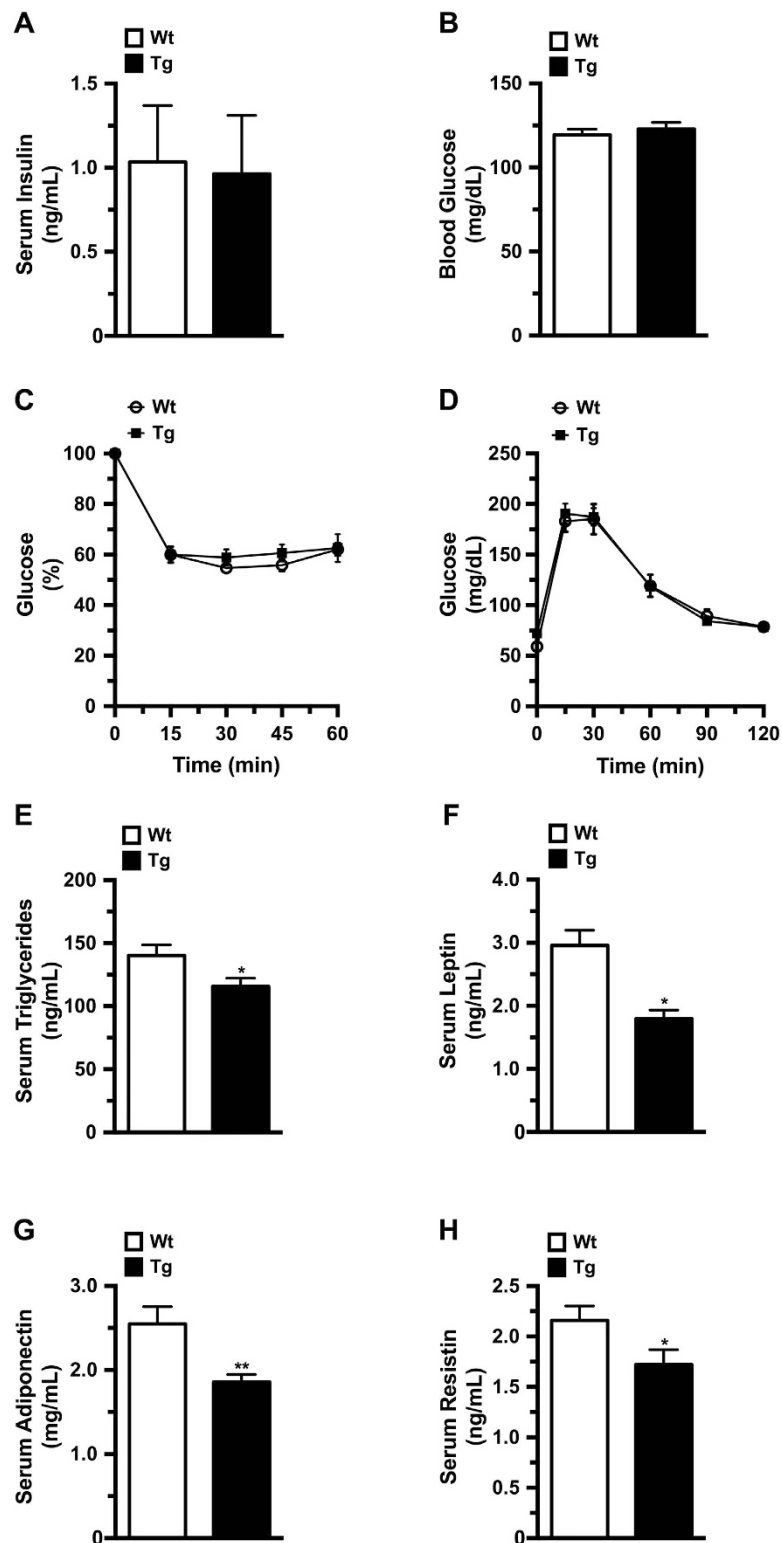 A
Wt
Tg
Serum Insulin
(ng/mL)
1.5
1.0
0.5
0
B
Wt
Tg
Blood Glucose
(mg/dL)
150
100
50
0
C
Wt
Tg
Glucose
(%)
100
80
60
40
20
0
0 15 30 45 60
Time (min)
D
Wt
Tg
Glucose
(mg/dL)
250
200
150
100
50
0
0 30 60 90 120
Time (min)
E
Wt
Tg
Serum Triglycerides
(ng/mL)
200
150
100
50
0
*
F
Wt
Tg
Serum Leptin
(ng/mL)
4.0
3.0
2.0
1.0
0
*
G
Wt
Tg
Serum Adiponectin
(mg/mL)
3.0
2.0
1.0
0
**
H
Wt
Tg
Serum Resistin
(ng/mL)
2.5
2.0
1.5
1.0
0.5
0
*